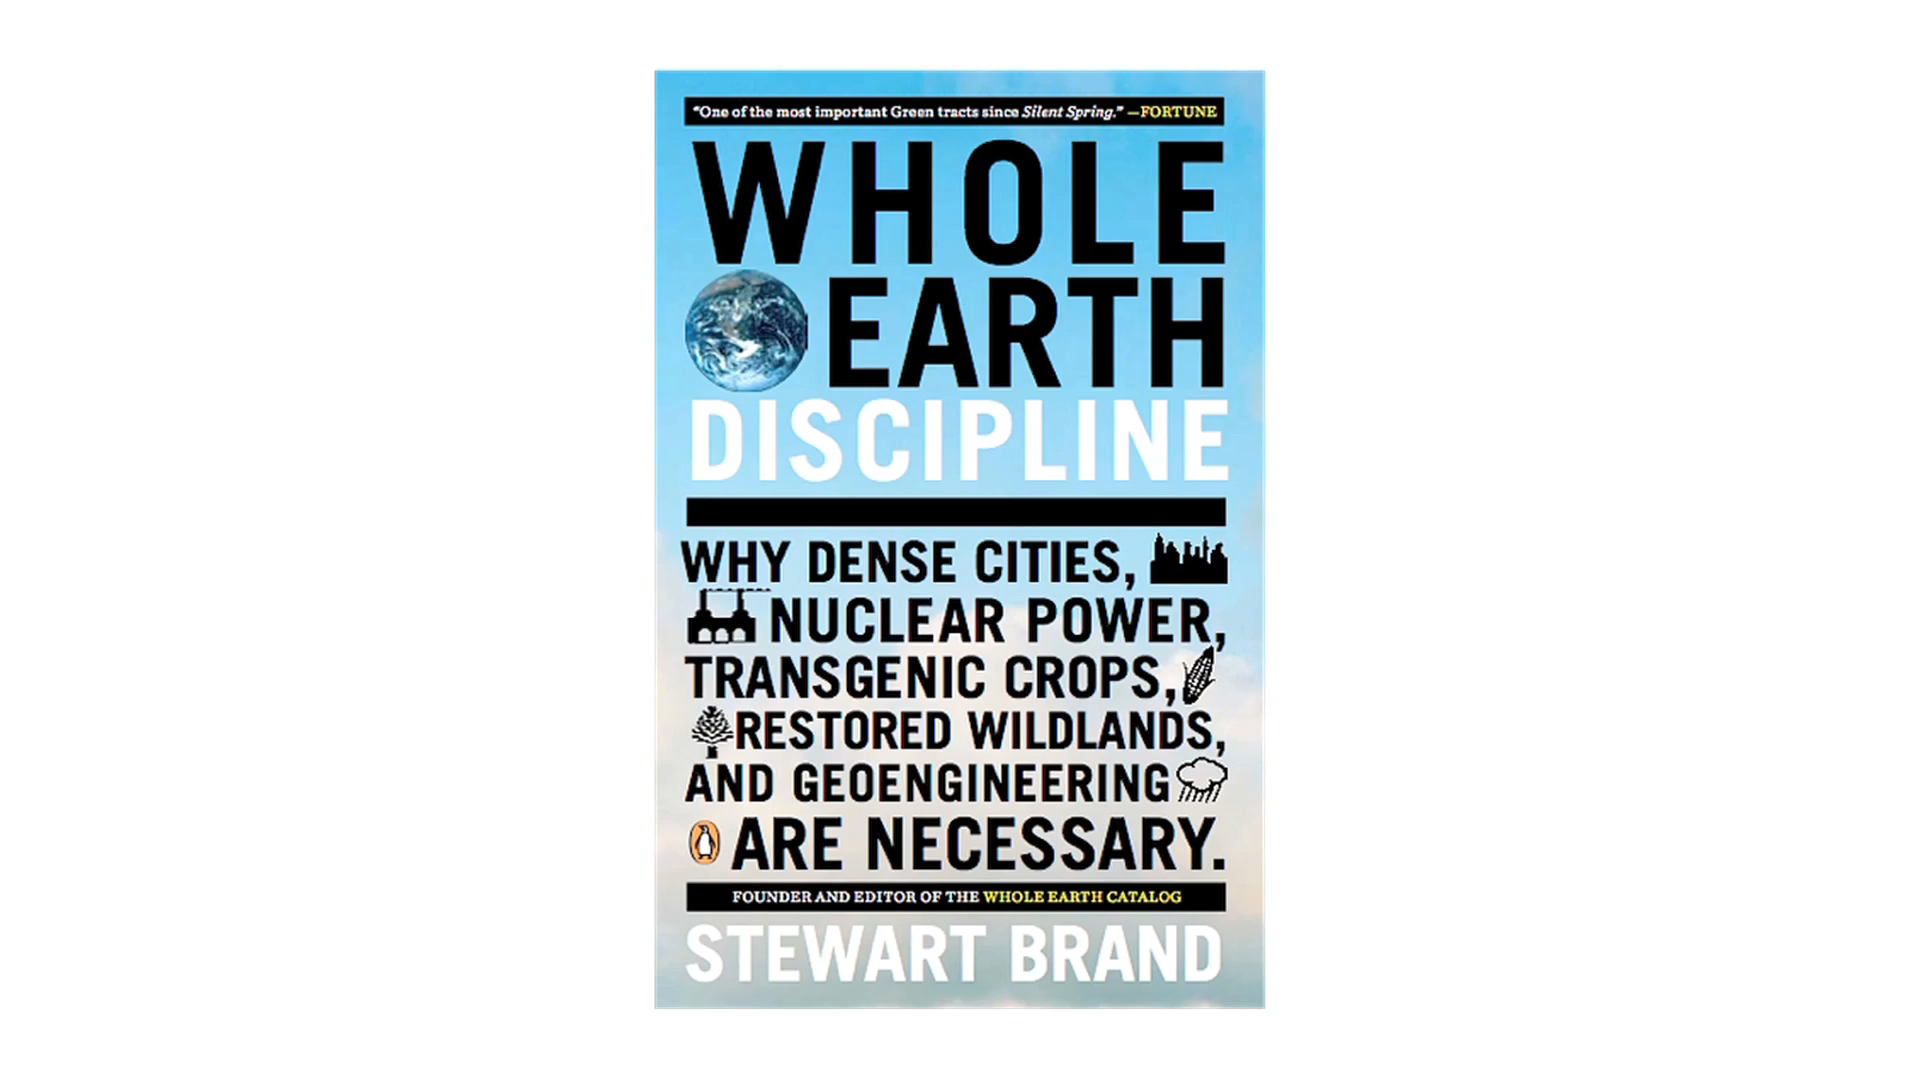 “One of the most important Green tracts since Silent Spring.” —FORTUNE
WHOLE
EARTH
DISCIPLINE
WHY DENSE CITIES,
NUCLEAR POWER,
TRANSGENIC CROPS,
RESTORED WILDLANDS,
AND GEOENGINEERING
ARE NECESSARY.
FOUNDER AND EDITOR OF THE WHOLE EARTH CATALOG
STEWART BRAND